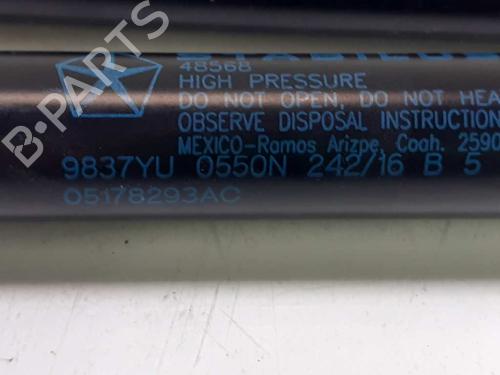 STABILUS
48568
HIGH PRESSURE
DO NOT OPEN, DO NOT HEA
OBSERVE DISPOSAL INSTRUCTION
MEXICO-Ramos Arizpe, Coah. 2590
9837YU 0550N 242/16 B 5
05178293AC
B-PARTS